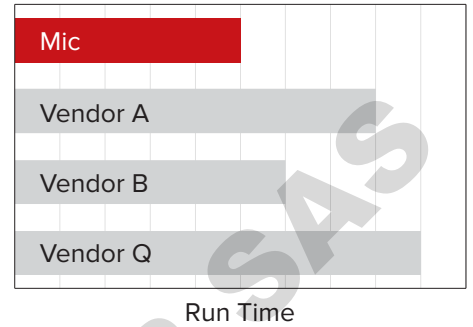 Mic
Vendor A
Vendor B
Vendor Q
Run Time
SAS